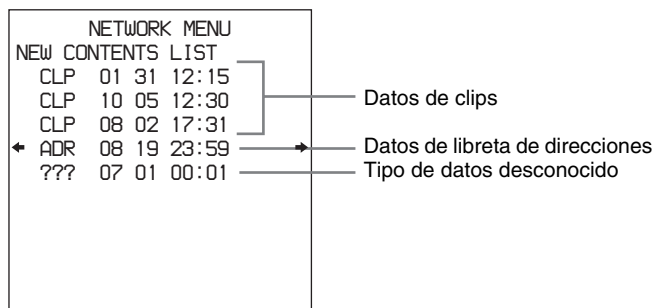 NETWORK MENU
NEW CONTENTS LIST
CLP 01 31 12:15
CLP 10 05 12:30
CLP 08 02 17:31
ADR 08 19 23:59
??? 07 01 00:01
Datos de clips
Datos de libreta de direcciones
Tipo de datos desconocido